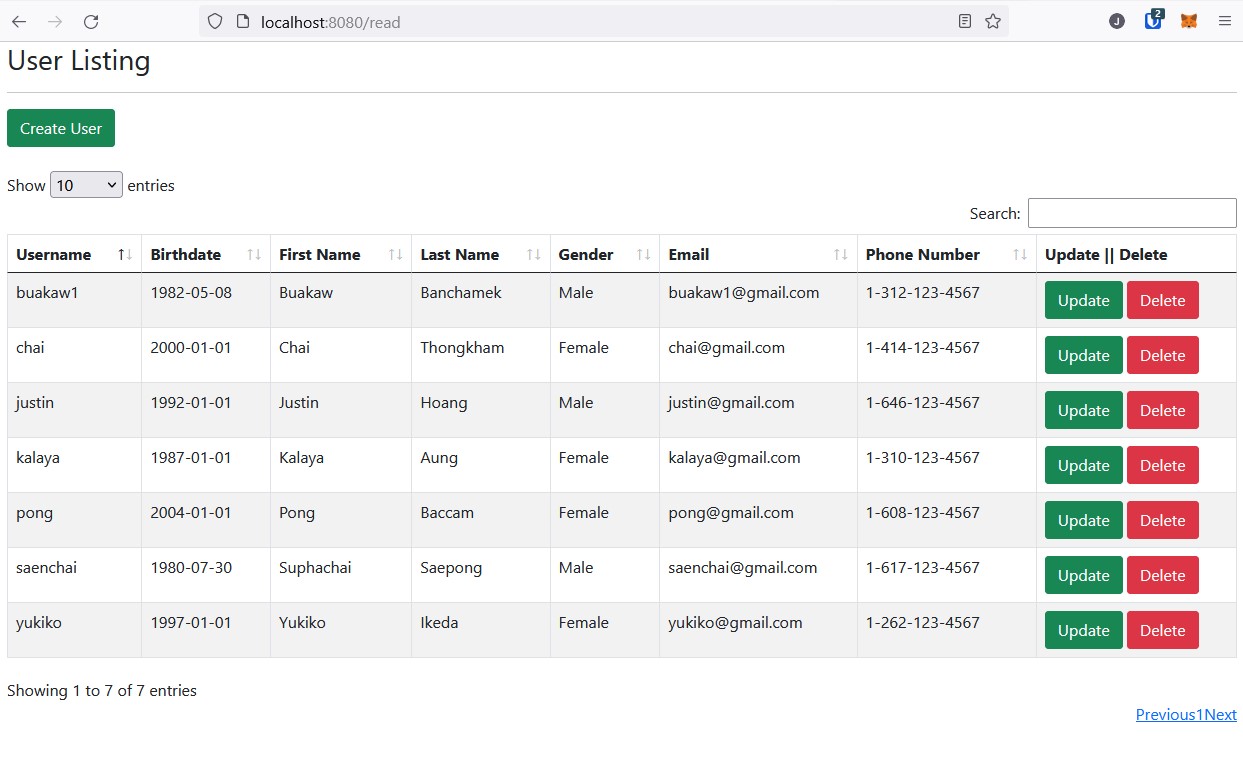 localhost:8080/read
J
2
User Listing
Create User
Show 10 entries
Search:
Username Birthdate First Name Last Name Gender Email Phone Number Update || Delete
buakaw1 1982-05-08 Buakaw Banchamek Male buakaw1@gmail.com 1-312-123-4567 Update Delete
chai 2000-01-01 Chai Thongkham Female chai@gmail.com 1-414-123-4567 Update Delete
justin 1992-01-01 Justin Hoang Male justin@gmail.com 1-646-123-4567 Update Delete
kalaya 1987-01-01 Kalaya Aung Female kalaya@gmail.com 1-310-123-4567 Update Delete
pong 2004-01-01 Pong Baccam Female pong@gmail.com 1-608-123-4567 Update Delete
saenchai 1980-07-30 Suphachai Saepong Male saenchai@gmail.com 1-617-123-4567 Update Delete
yukiko 1997-01-01 Yukiko Ikeda Female yukiko@gmail.com 1-262-123-4567 Update Delete
Showing 1 to 7 of 7 entries
Previous1Next